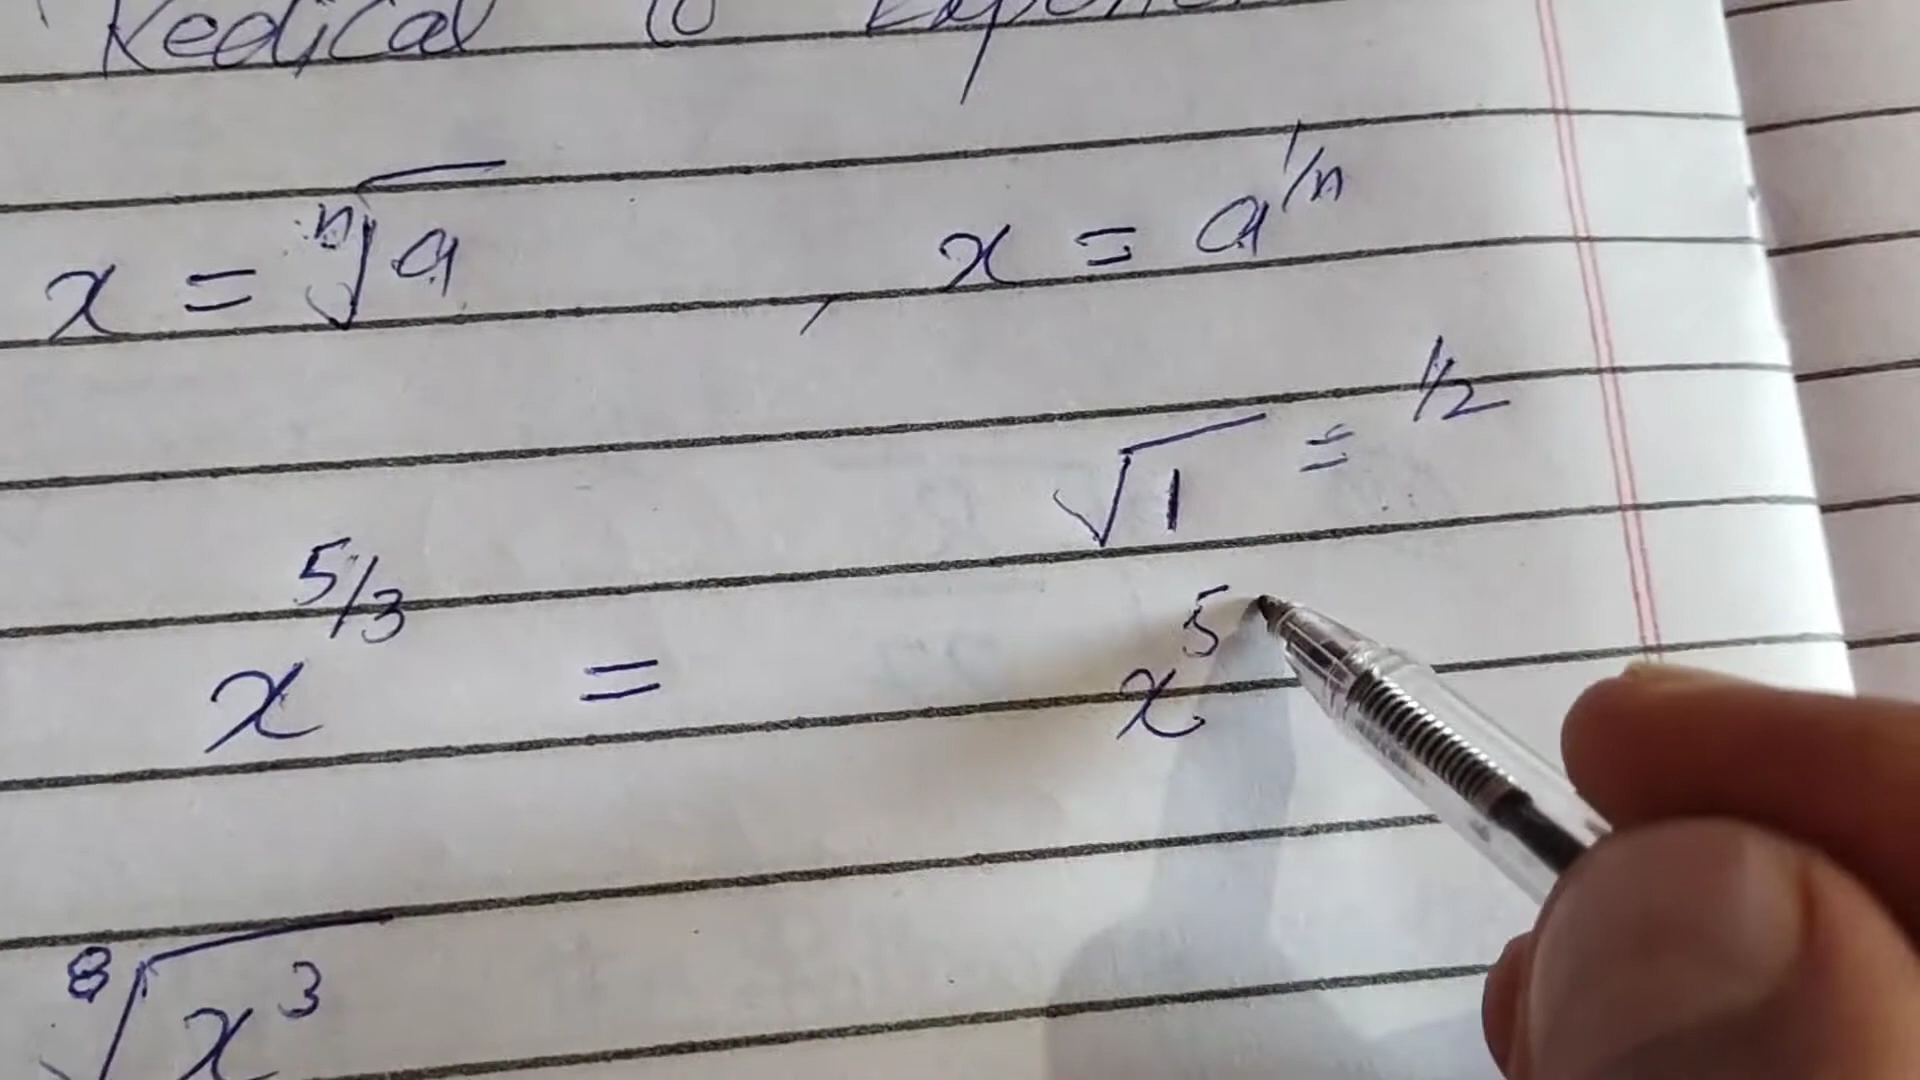 Redical to
x = ⁿ√a , x = a^1/n
√1 = 1/2
x^5/3 = x^5
⁸√x³